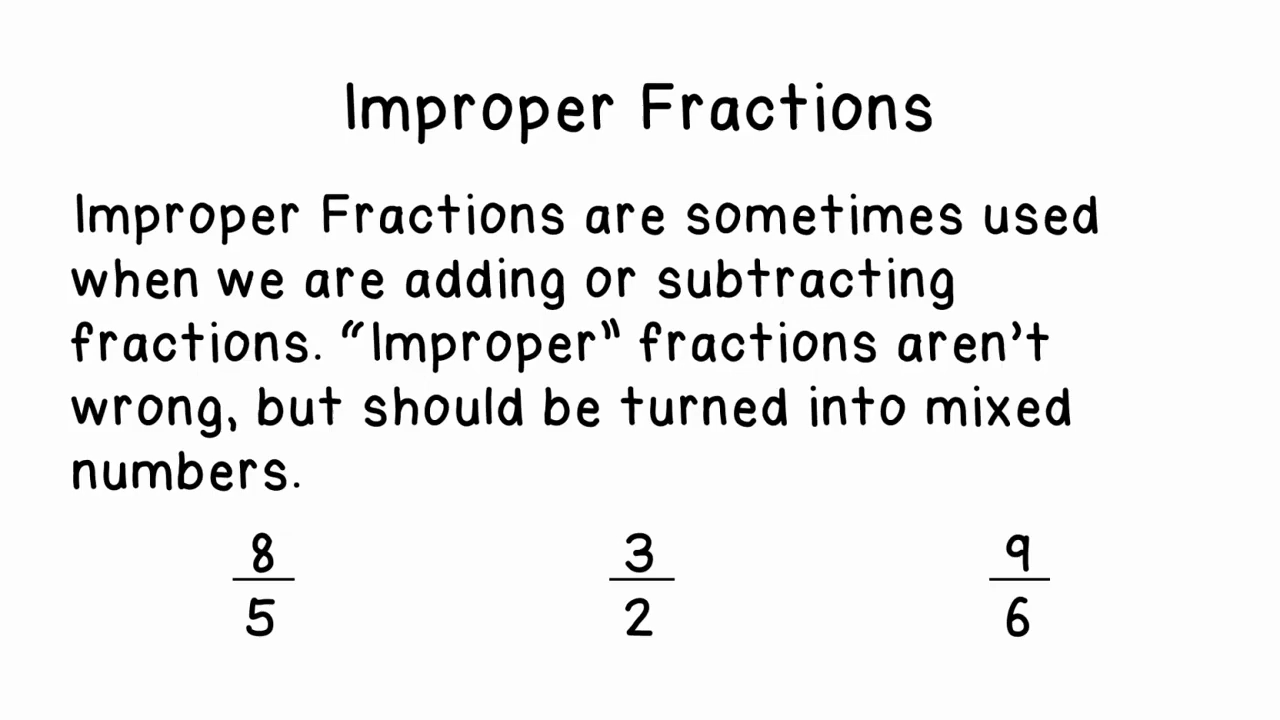 Improper Fractions
Improper Fractions are sometimes used
when we are adding or subtracting
fractions. “Improper” fractions aren’t
wrong, but should be turned into mixed
numbers.
8 3 9
5 2 6